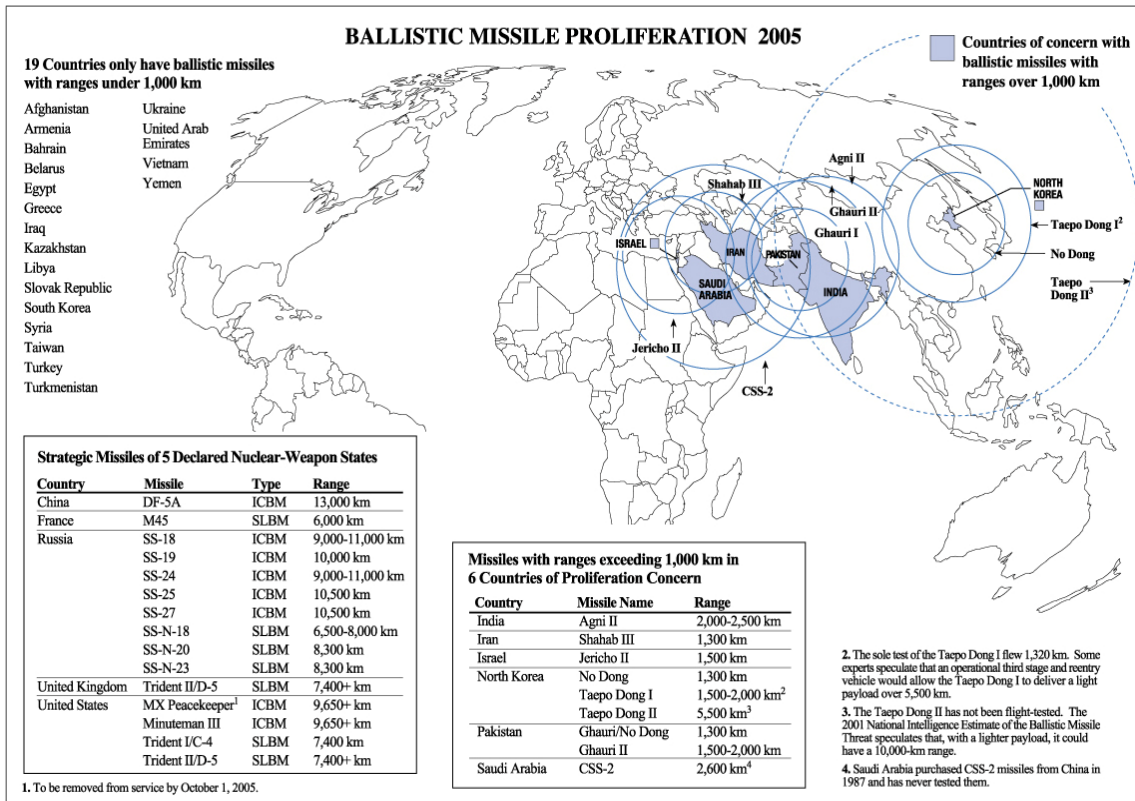 BALLISTIC MISSILE PROLIFERATION 2005
19 Countries only have ballistic missiles
with ranges under 1,000 km
Afghanistan
Armenia
Bahrain
Belarus
Egypt
Greece
Iraq
Kazakhstan
Libya
Slovak Republic
South Korea
Syria
Taiwan
Turkey
Turkmenistan
Ukraine
United Arab
Emirates
Vietnam
Yemen
Countries of concern with
ballistic missiles with
ranges over 1,000 km
Agni II
Shahab III
Ghauri II
Ghauri I
NORTH
KOREA
Taepo Dong I2
No Dong
Taepo
Dong II3
ISRAEL
IRAN
PAKISTAN
SAUDI
ARABIA
INDIA
Jericho II
CSS-2
Strategic Missiles of 5 Declared Nuclear-Weapon States
Country Missile Type Range
China DF-5A ICBM 13,000 km
France M45 SLBM 6,000 km
Russia SS-18 ICBM 9,000-11,000 km
SS-19 ICBM 10,000 km
SS-24 ICBM 9,000-11,000 km
SS-25 ICBM 10,500 km
SS-27 ICBM 10,500 km
SS-N-18 SLBM 6,500-8,000 km
SS-N-20 SLBM 8,300 km
SS-N-23 SLBM 8,300 km
United Kingdom Trident II/D-5 SLBM 7,400+ km
United States MX Peacekeeper1 ICBM 9,650+ km
Minuteman III ICBM 9,650+ km
Trident I/C-4 SLBM 7,400 km
Trident II/D-5 SLBM 7,400+ km
1. To be removed from service by October 1, 2005.
Missiles with ranges exceeding 1,000 km in
6 Countries of Proliferation Concern
Country Missile Name Range
India Agni II 2,000-2,500 km
Iran Shahab III 1,300 km
Israel Jericho II 1,500 km
North Korea No Dong 1,300 km
Taepo Dong I 1,500-2,000 km2
Taepo Dong II 5,500 km3
Pakistan Ghauri/No Dong 1,300 km
Ghauri II 1,500-2,000 km
Saudi Arabia CSS-2 2,600 km4
2. The sole test of the Taepo Dong I flew 1,320 km. Some
experts speculate that an operational third stage and reentry
vehicle would allow the Taepo Dong I to deliver a light
payload over 5,500 km.
3. The Taepo Dong II has not been flight-tested. The
2001 National Intelligence Estimate of the Ballistic Missile
Threat speculates that, with a lighter payload, it could
have a 10,000-km range.
4. Saudi Arabia purchased CSS-2 missiles from China in
1987 and has never tested them.